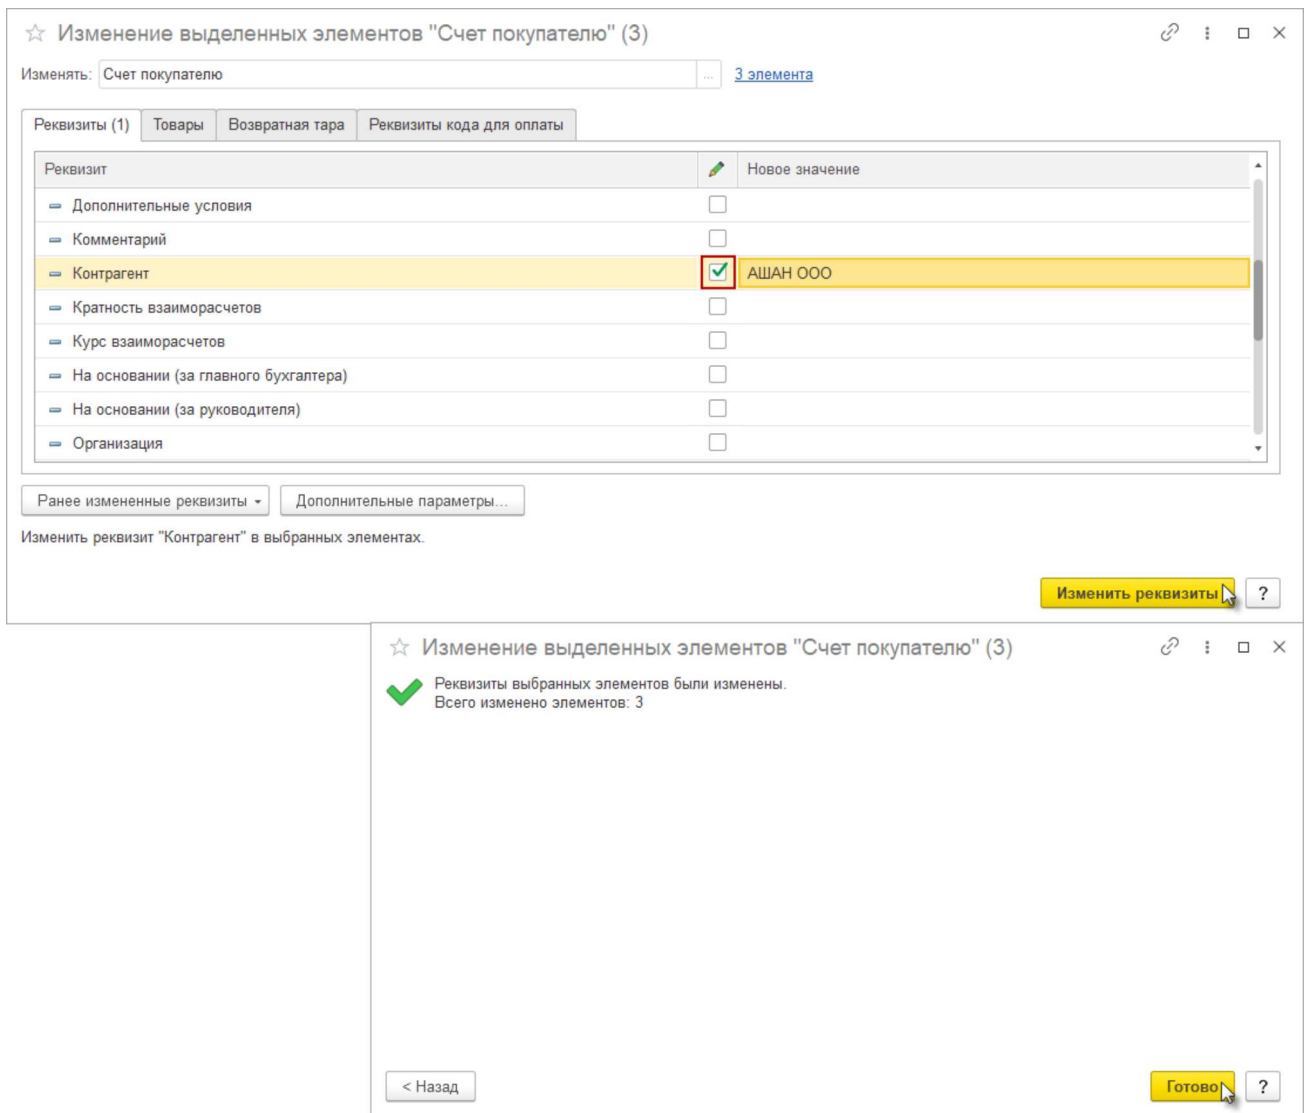 Изменение выделенных элементов "Счет покупателю" (3)
Изменять: Счет покупателю ... 3 элемента
Реквизиты (1) Товары Возвратная тара Реквизиты кода для оплаты
Реквизит Новое значение
Дополнительные условия
Комментарий
Контрагент АШАН ООО
Кратность взаиморасчетов
Курс взаиморасчетов
На основании (за главного бухгалтера)
На основании (за руководителя)
Организация
Ранее измененные реквизиты Дополнительные параметры...
Изменить реквизит "Контрагент" в выбранных элементах.
Изменить реквизиты ?
Изменение выделенных элементов "Счет покупателю" (3)
Реквизиты выбранных элементов были изменены.
Всего изменено элементов: 3
< Назад Готово ?